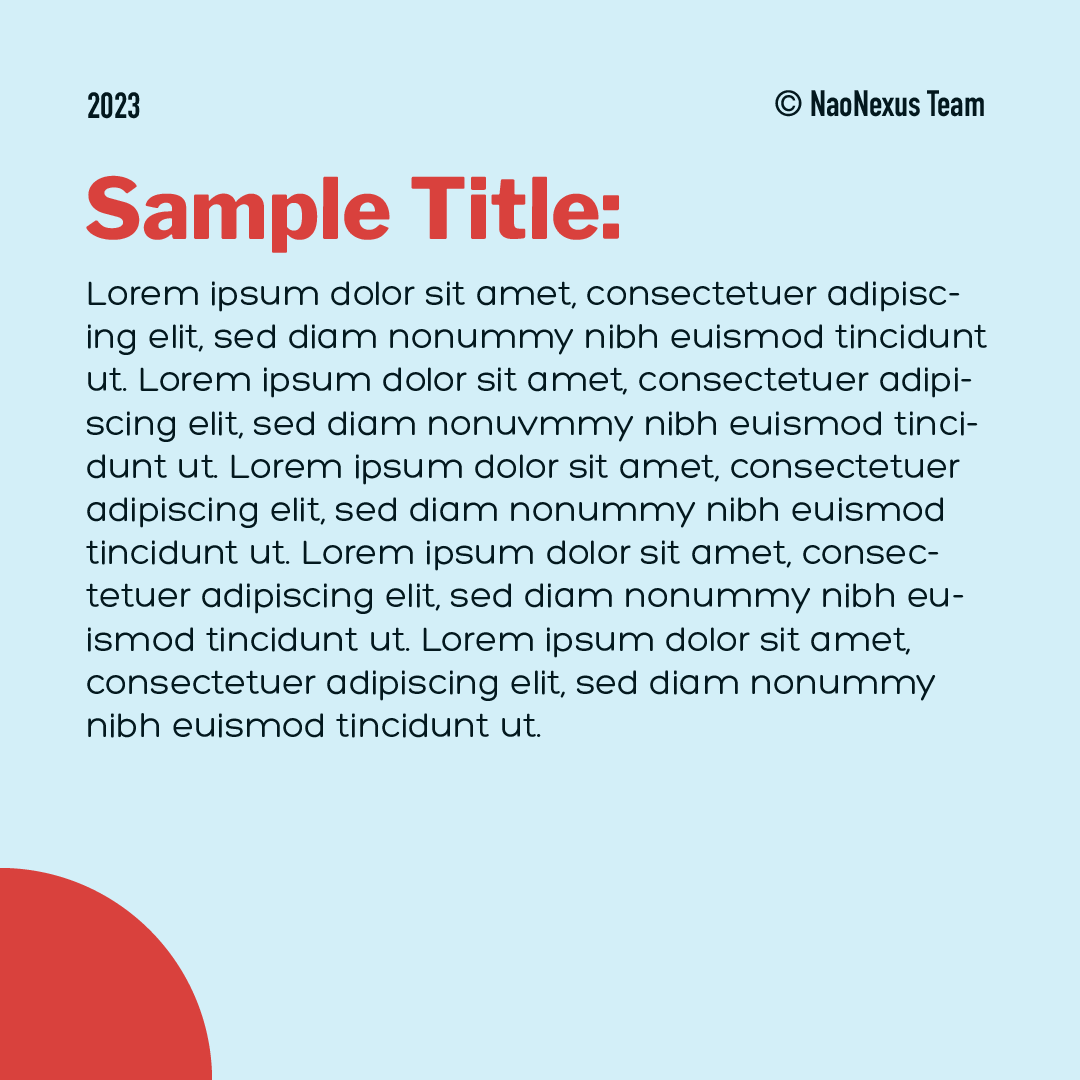 2023
© NaoNexus Team
Sample Title:
Lorem ipsum dolor sit amet, consectetuer adipisc-
ing elit, sed diam nonummy nibh euismod tincidunt
ut. Lorem ipsum dolor sit amet, consectetuer adipi-
scing elit, sed diam nonuvmmy nibh euismod tinci-
dunt ut. Lorem ipsum dolor sit amet, consectetuer
adipiscing elit, sed diam nonummy nibh euismod
tincidunt ut. Lorem ipsum dolor sit amet, consec-
tetuer adipiscing elit, sed diam nonummy nibh eu-
ismod tincidunt ut. Lorem ipsum dolor sit amet,
consectetuer adipiscing elit, sed diam nonummy
nibh euismod tincidunt ut.